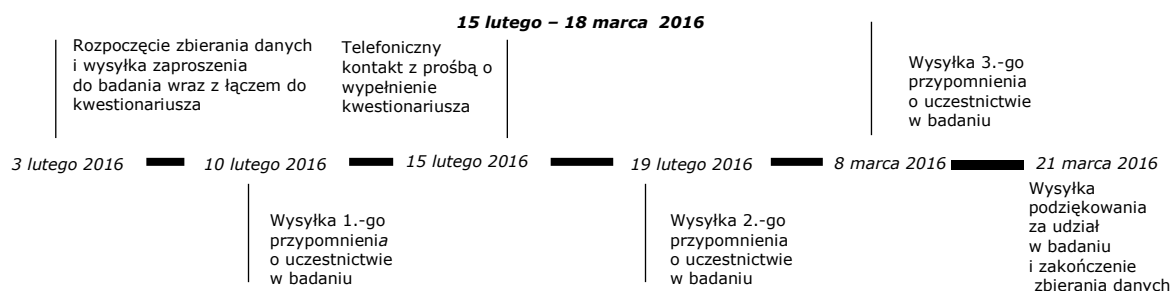 15 lutego – 18 marca 2016
Rozpoczęcie zbierania danych
i wysyłka zaproszenia
do badania wraz z łączem do
kwestionariusza
Telefoniczny
kontakt z prośbą o
wypełnienie
kwestionariusza
Wysyłka 3.-go
przypomnienia
o uczestnictwie
w badaniu
3 lutego 2016
10 lutego 2016
15 lutego 2016
19 lutego 2016
8 marca 2016
21 marca 2016
Wysyłka 1.-go
przypomnienia
o uczestnictwie
w badaniu
Wysyłka 2.-go
przypomnienia
o uczestnictwie
w badaniu
Wysyłka
podziękowania
za udział
w badaniu
i zakończenie
zbierania danych